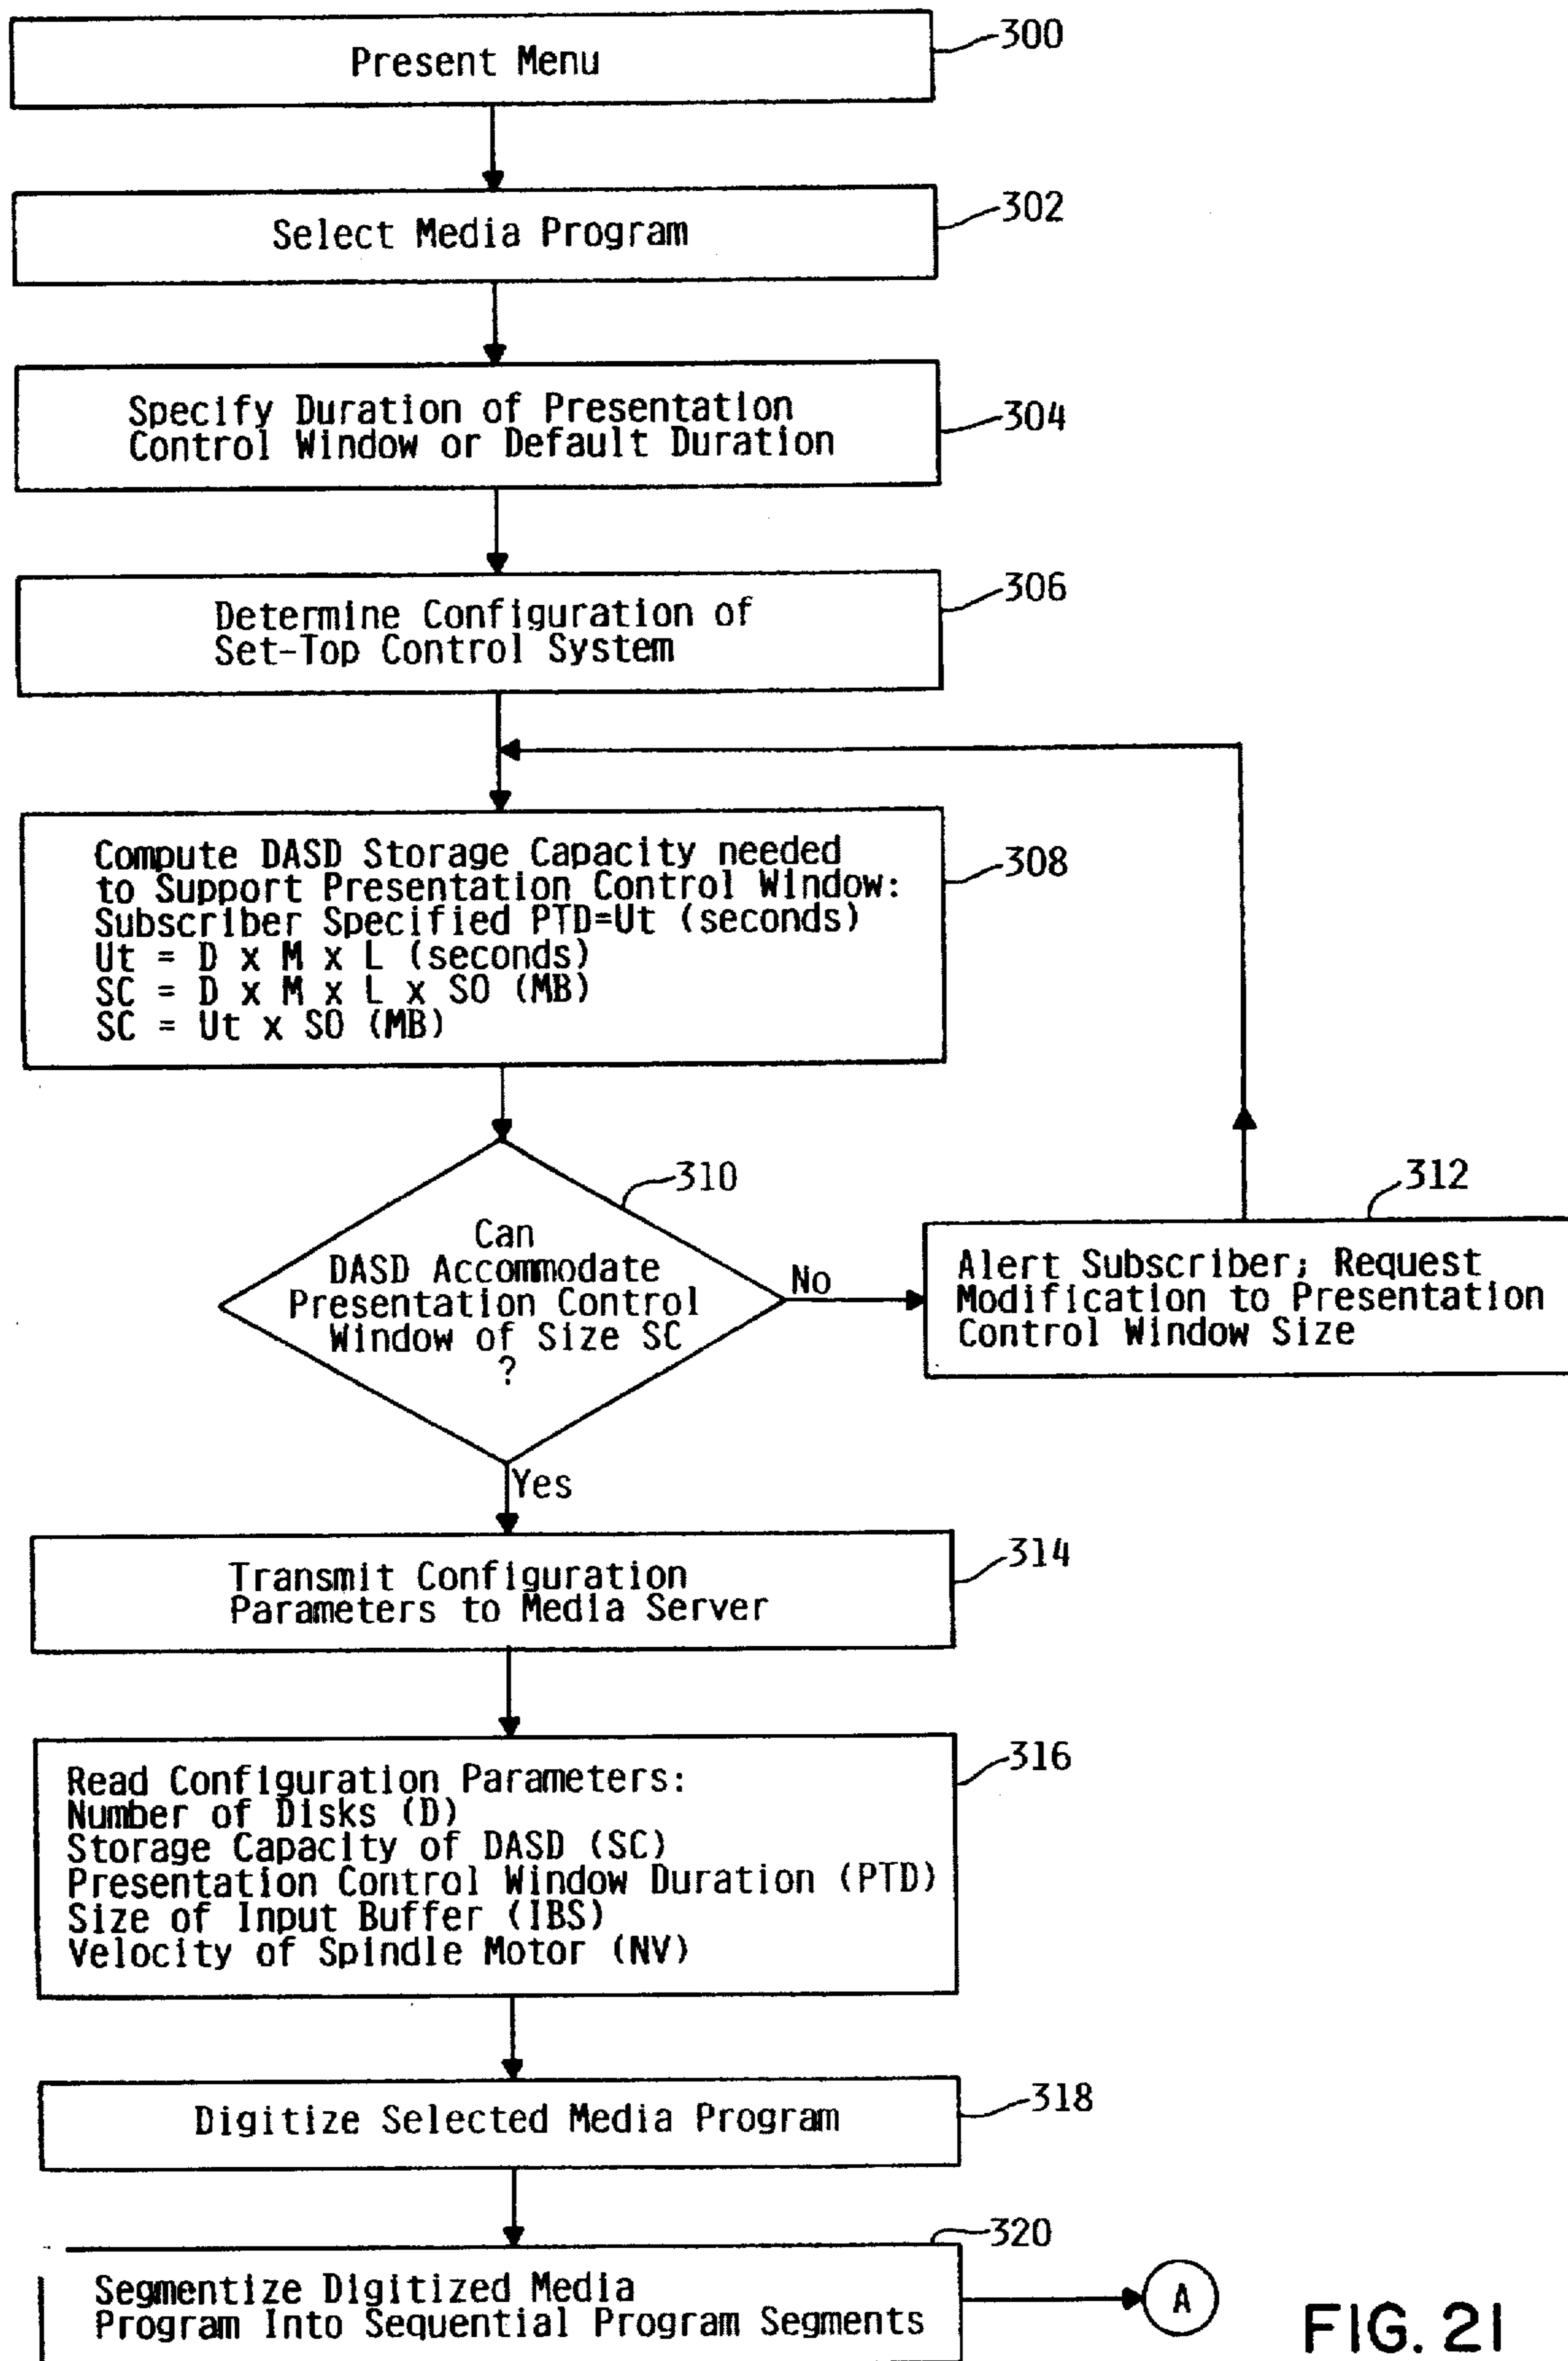 Present Menu
300
Select Media Program
302
Specify Duration of Presentation
Control Window or Default Duration
304
Determine Configuration of
Set-Top Control System
306
Compute DASD Storage Capacity needed
to Support Presentation Control Window:
Subscriber Specified PTD=Ut (seconds)
Ut = D x M x L (seconds)
SC = D x M x L x SO (MB)
SC = Ut x SO (MB)
308
Can
DASD Accommodate
Presentation Control
Window of Size SC
?
310
No
312
Alert Subscriber; Request
Modification to Presentation
Control Window Size
Yes
Transmit Configuration
Parameters to Media Server
314
Read Configuration Parameters:
Number of Disks (D)
Storage Capacity of DASD (SC)
Presentation Control Window Duration (PTD)
Size of Input Buffer (IBS)
Velocity of Spindle Motor (NV)
316
Digitize Selected Media Program
318
320
Segmentize Digitized Media
Program Into Sequential Program Segments
A
FIG. 21